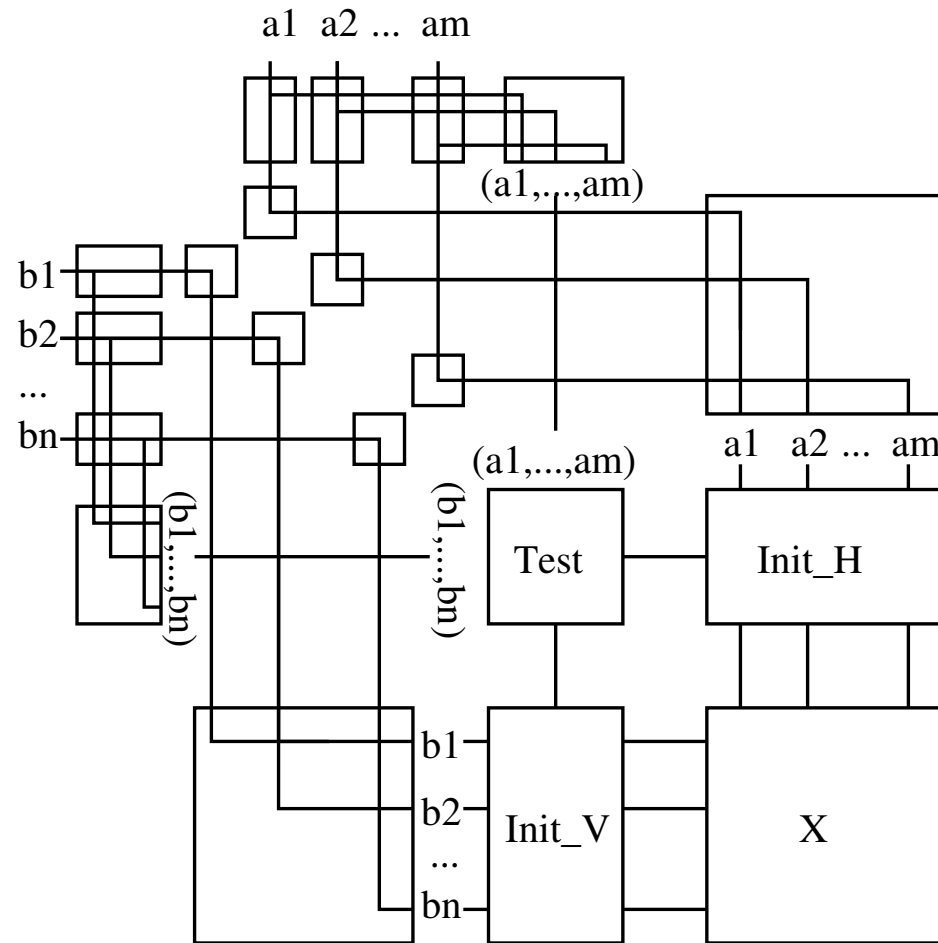 a1 a2 ... am
(a1,...,am)
b1
b2
...
bn
(a1,...,am)
a1 a2 ... am
(b1,...,bn)
(b1,...,bn)
Test
Init_H
b1
b2
...
bn
Init_V
X